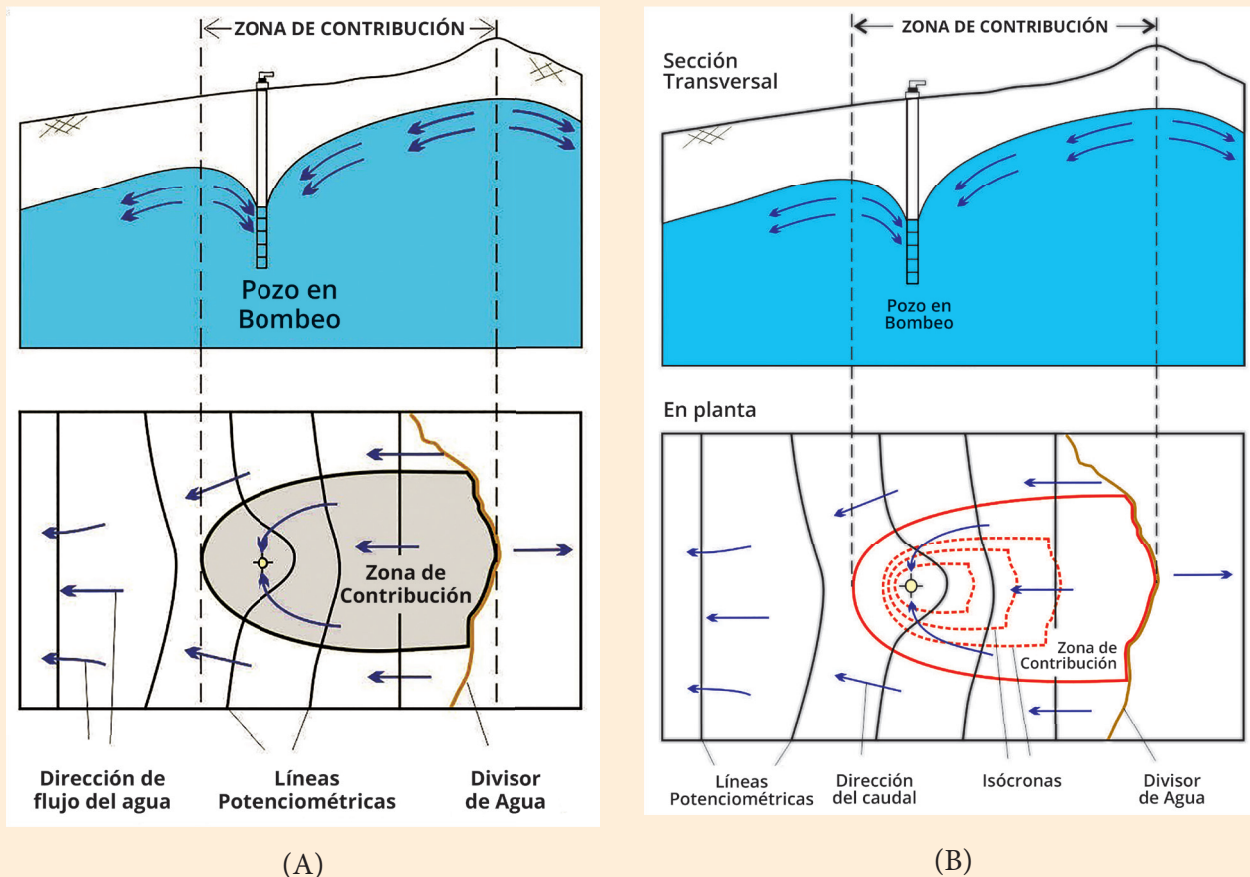 ZONA DE CONTRIBUCIÓN
Pozo en
Bombeo
Zona de
Contribución
Dirección de
flujo del agua
Líneas
Potenciométricas
Divisor
de Agua
(A)
ZONA DE CONTRIBUCIÓN
Sección
Transversal
Pozo en
Bombeo
En planta
Zona de
Contribución
Líneas
Potenciométricas
Dirección
del caudal
Isócronas
Divisor
de Agua
(B)